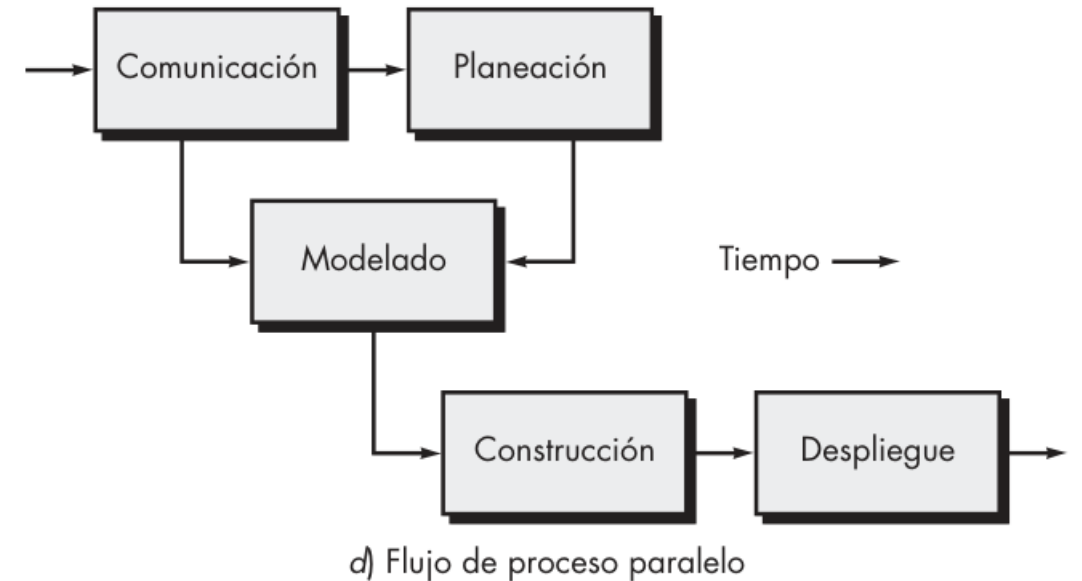 Comunicación
Planeación
Modelado
Tiempo
Construcción
Despliegue
d) Flujo de proceso paralelo